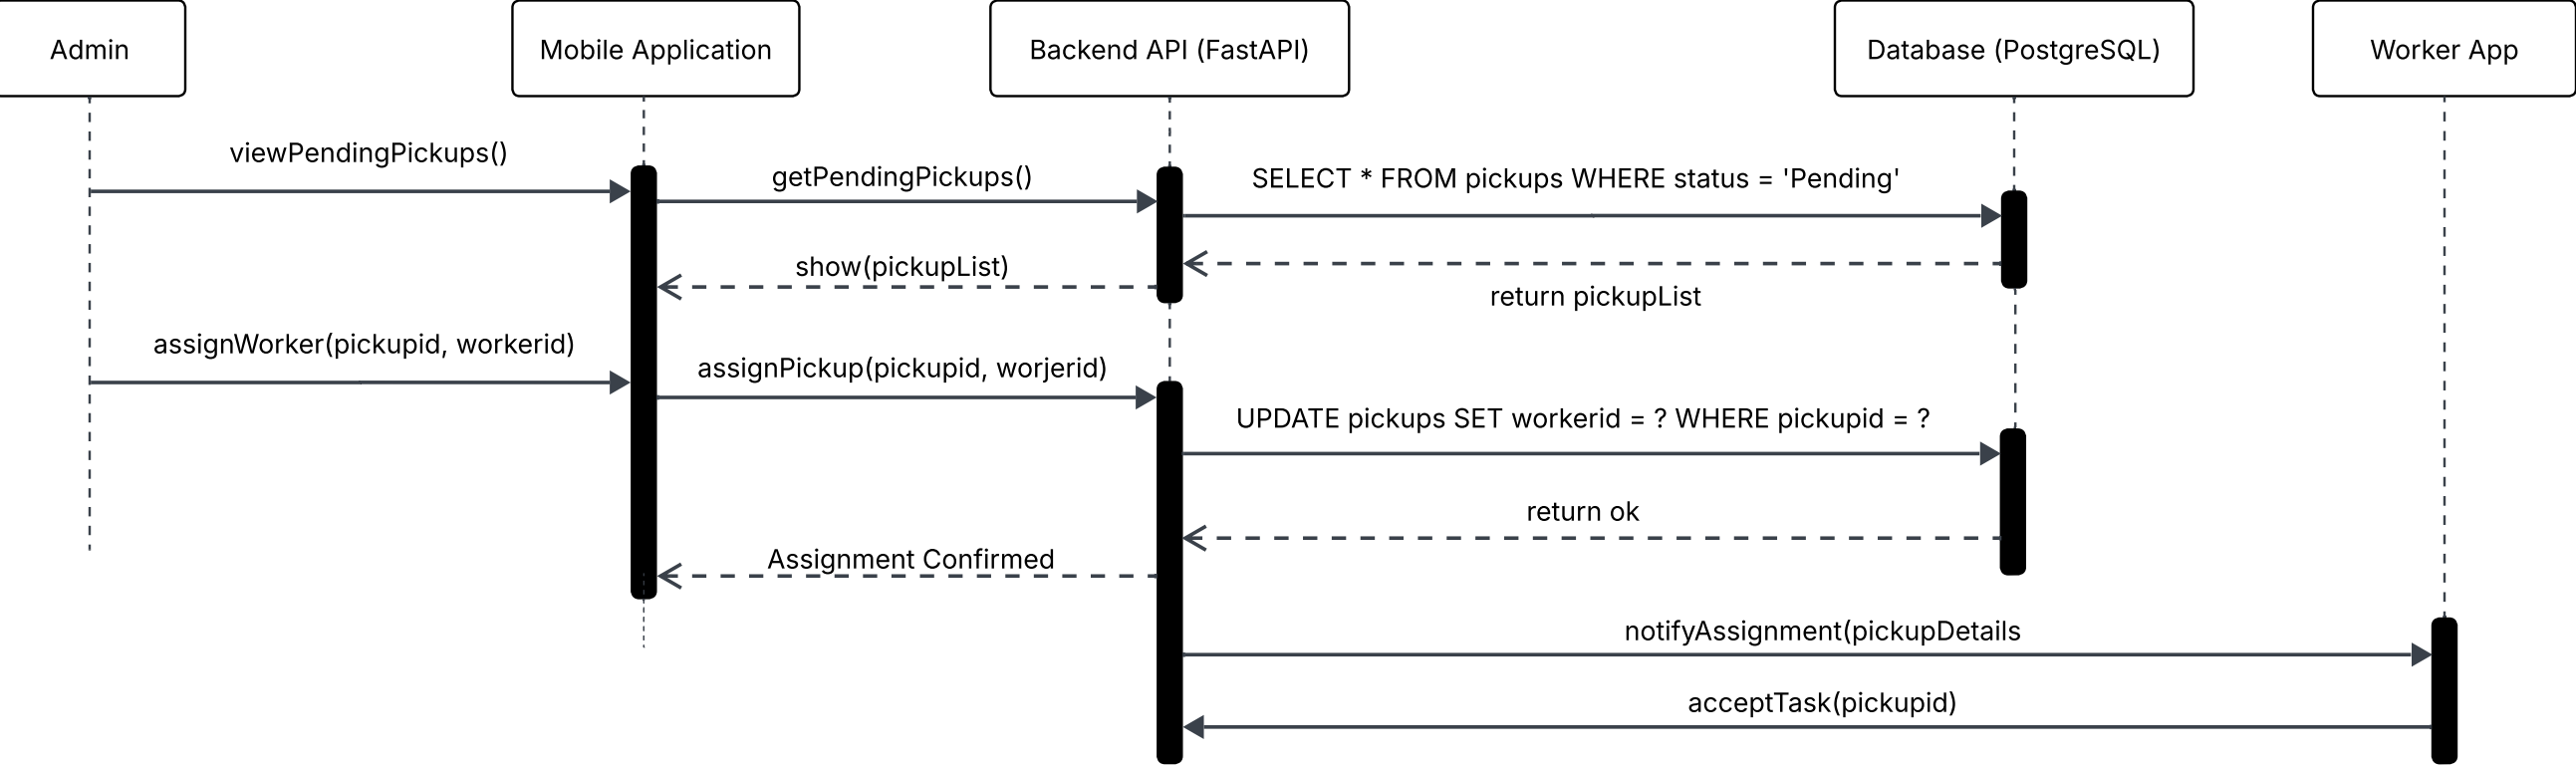 Admin
Mobile Application
Backend API (FastAPI)
Database (PostgreSQL)
Worker App
viewPendingPickups()
getPendingPickups()
SELECT * FROM pickups WHERE status = 'Pending'
show(pickupList)
return pickupList
assignWorker(pickupid, workerid)
assignPickup(pickupid, worjerid)
UPDATE pickups SET workerid = ? WHERE pickupid = ?
return ok
Assignment Confirmed
notifyAssignment(pickupDetails
acceptTask(pickupid)